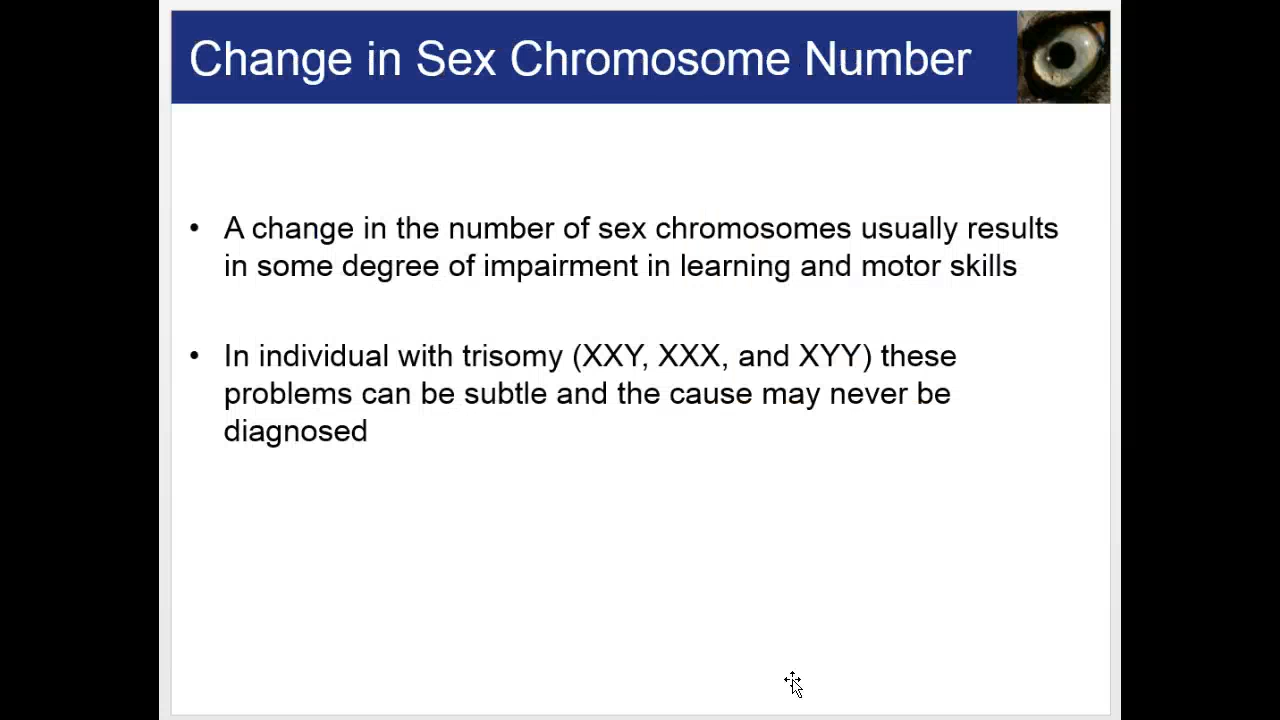 Change in Sex Chromosome Number
• A change in the number of sex chromosomes usually results
in some degree of impairment in learning and motor skills
• In individual with trisomy (XXY, XXX, and XYY) these
problems can be subtle and the cause may never be
diagnosed